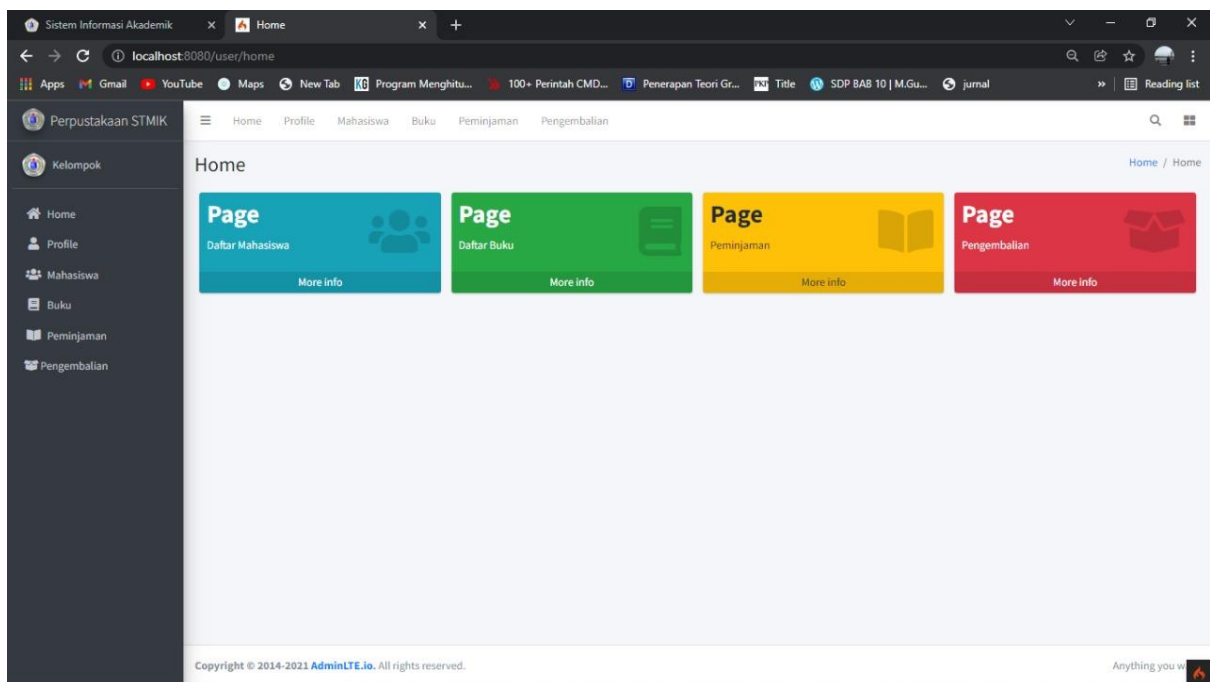 Sistem Informasi Akademik
Home
localhost:8080/user/home
Apps Gmail YouTube Maps New Tab KG Program Menghitu... 100+ Perintah CMD... D Penerapan Teori Gr... PKP Title SDP BAB 10 | M.Gu... jurnal » Reading list
Perpustakaan STMIK
Home Profile Mahasiswa Buku Peminjaman Pengembalian
Kelompok
Home
Profile
Mahasiswa
Buku
Peminjaman
Pengembalian
Home
Home / Home
Page
Daftar Mahasiswa
More info
Page
Daftar Buku
More info
Page
Peminjaman
More info
Page
Pengembalian
More info
Copyright © 2014-2021 AdminLTE.io. All rights reserved.
Anything you w